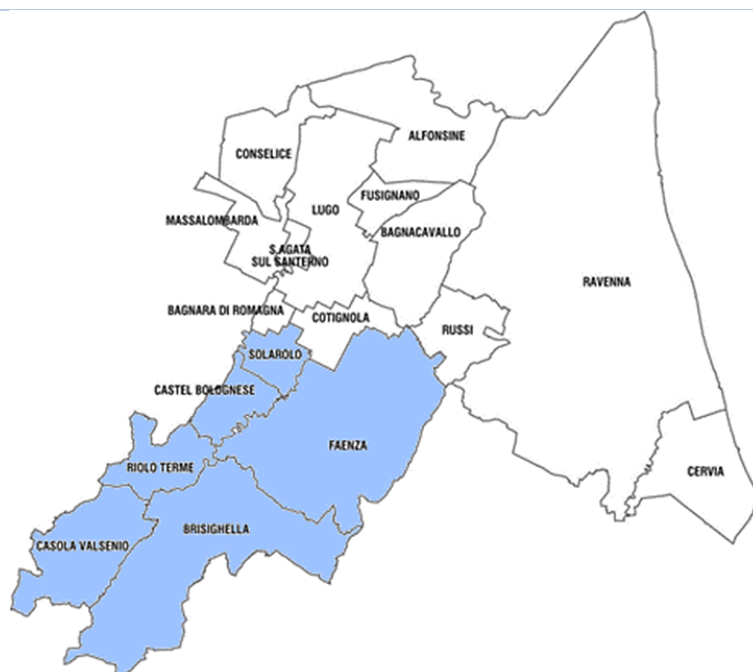 ALFONSINE
CONSELICE
FUSIGNANO
LUGO
MASSALOMBARDA
BAGNACAVALLO
S.AGATA
SUL SANTERNO
RAVENNA
BAGNARA DI ROMAGNA
COTIGNOLA
RUSSI
SOLAROLO
CASTEL BOLOGNESE
FAENZA
RIOLO TERME
CERVIA
BRISIGHELLA
CASOLA VALSENIO